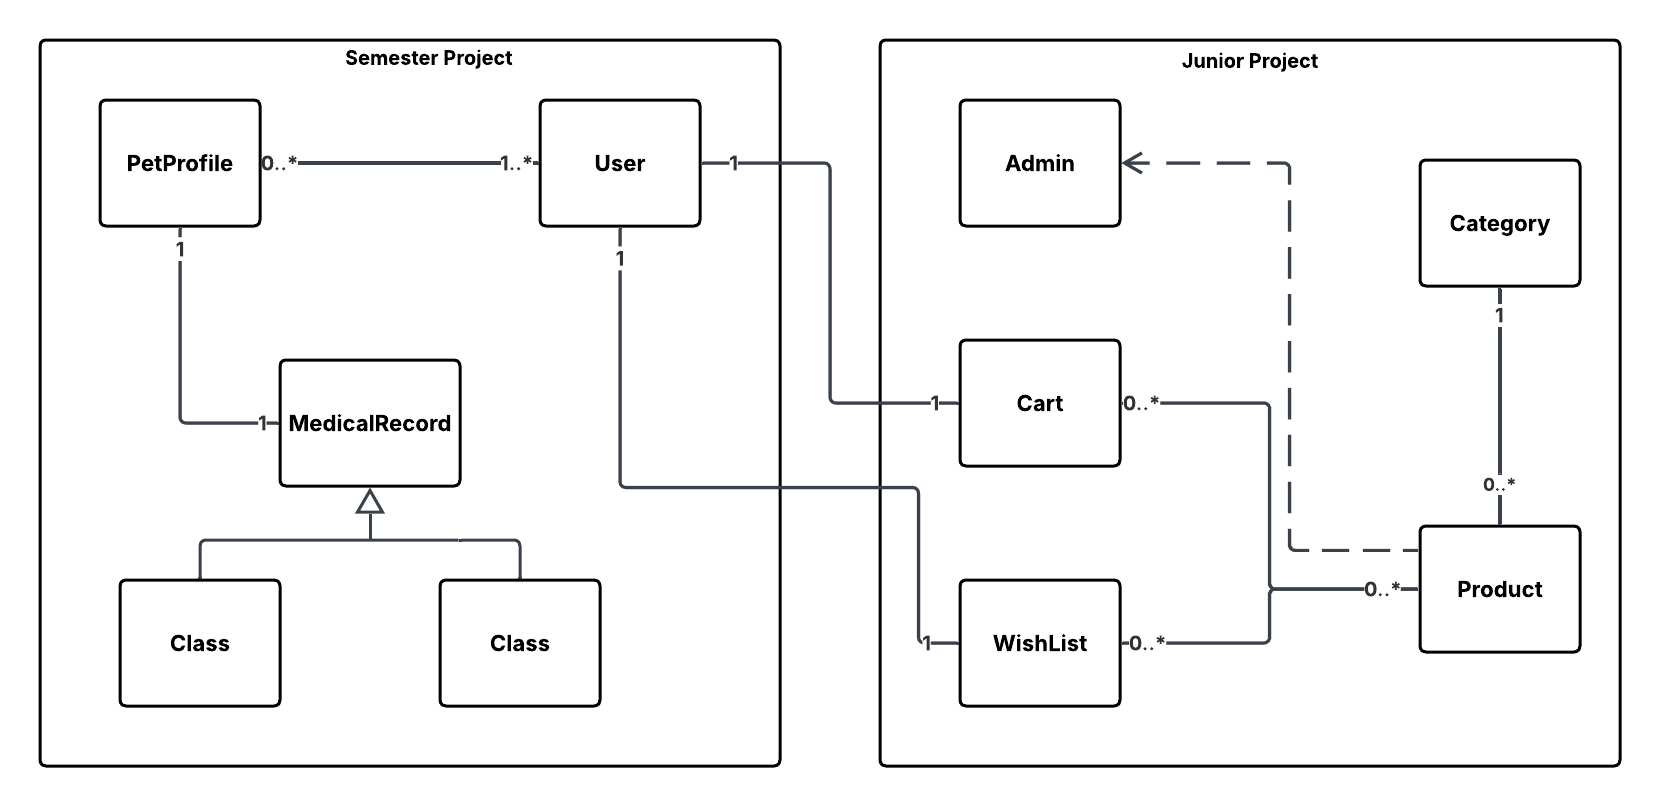 Semester Project
Junior Project
PetProfile
0..*
1..*
User
1
Admin
Category
1
1
1
1
MedicalRecord
1
Cart
0..*
0..*
Product
0..*
Class
Class
1
WishList
0..*